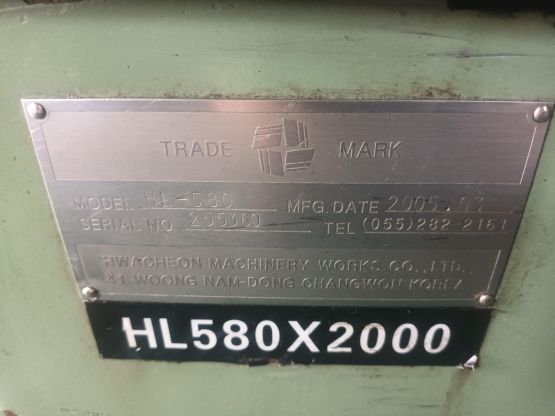 TRADE MARK
MODEL HL-580 MFG. DATE 2005.03
SERIAL NO 255360 TEL (055)282-2161
HWACHEON MACHINERY WORKS CO.,LTD.
41 WOONG NAM-DONG CHANGWON KOREA
HL580X2000